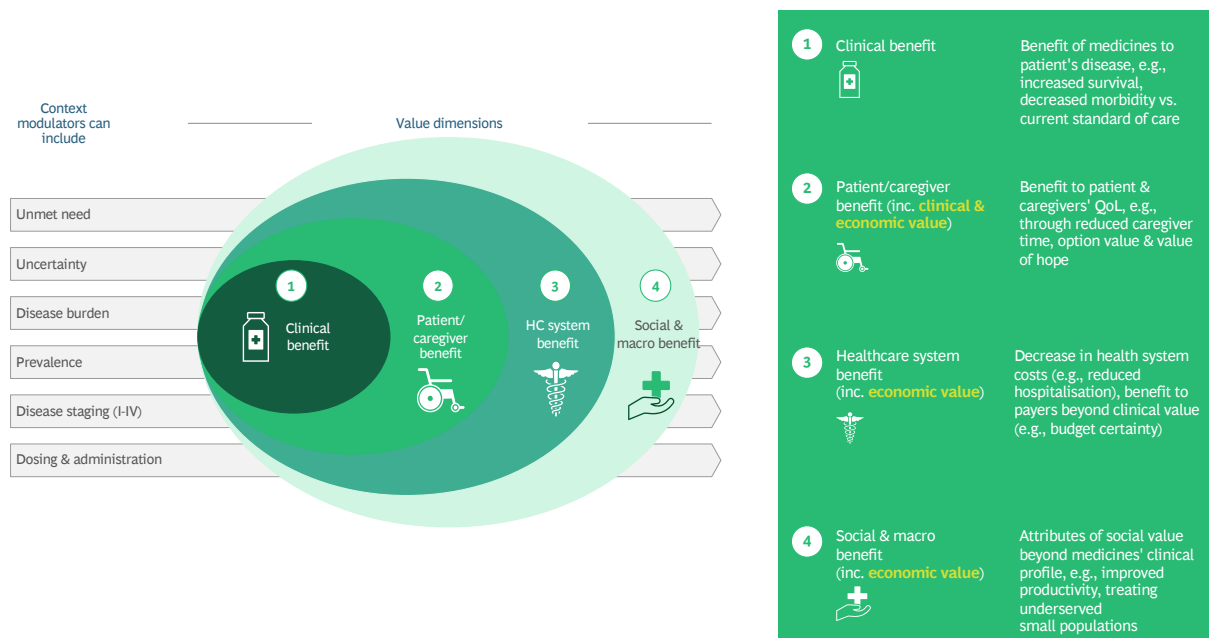 Context
modulators can
include
Value dimensions
Unmet need
Uncertainty
Disease burden
Prevalence
Disease staging (I-IV)
Dosing & administration
1
Clinical
benefit
2
Patient/
caregiver
benefit
3
HC system
benefit
4
Social &
macro benefit
1
Clinical benefit
Benefit of medicines to
patient's disease, e.g.,
increased survival,
decreased morbidity vs.
current standard of care
2
Patient/caregiver
benefit (inc. clinical &
economic value)
Benefit to patient &
caregivers' QoL, e.g.,
through reduced caregiver
time, option value & value
of hope
3
Healthcare system
benefit
(inc. economic value)
Decrease in health system
costs (e.g., reduced
hospitalisation), benefit to
payers beyond clinical value
(e.g., budget certainty)
4
Social & macro
benefit
(inc. economic value)
Attributes of social value
beyond medicines' clinical
profile, e.g., improved
productivity, treating
underserved
small populations